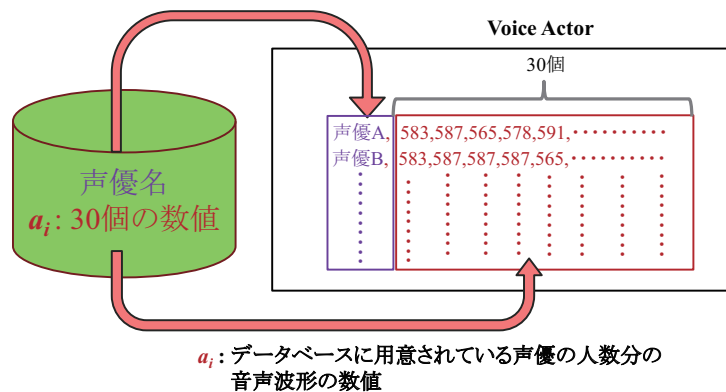 Voice Actor
30個
声優A, 583,587,565,578,591,··········
声優B, 583,587,587,587,565,··········
声優名
a_i : 30個の数値
a_i : データベースに用意されている声優の人数分の
音声波形の数値